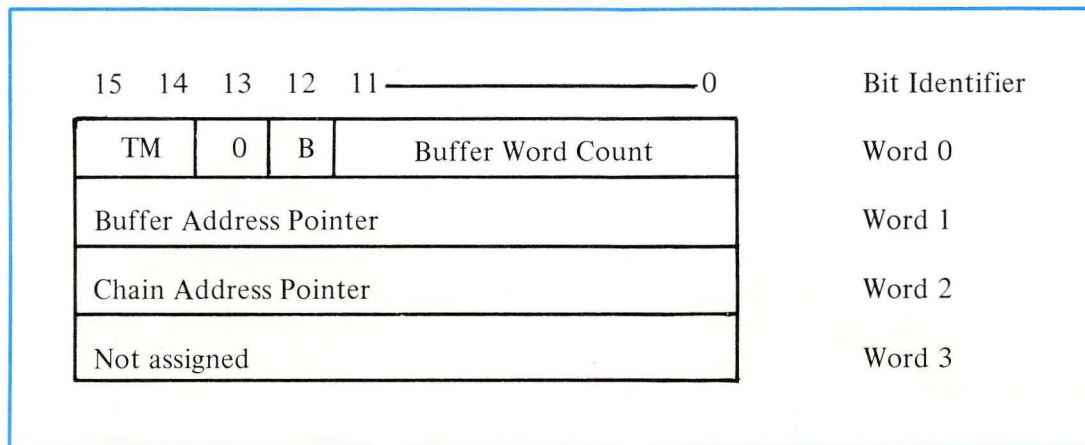 15 14 13 12 11 0 Bit Identifier
TM 0 B Buffer Word Count Word 0
Buffer Address Pointer Word 1
Chain Address Pointer Word 2
Not assigned Word 3